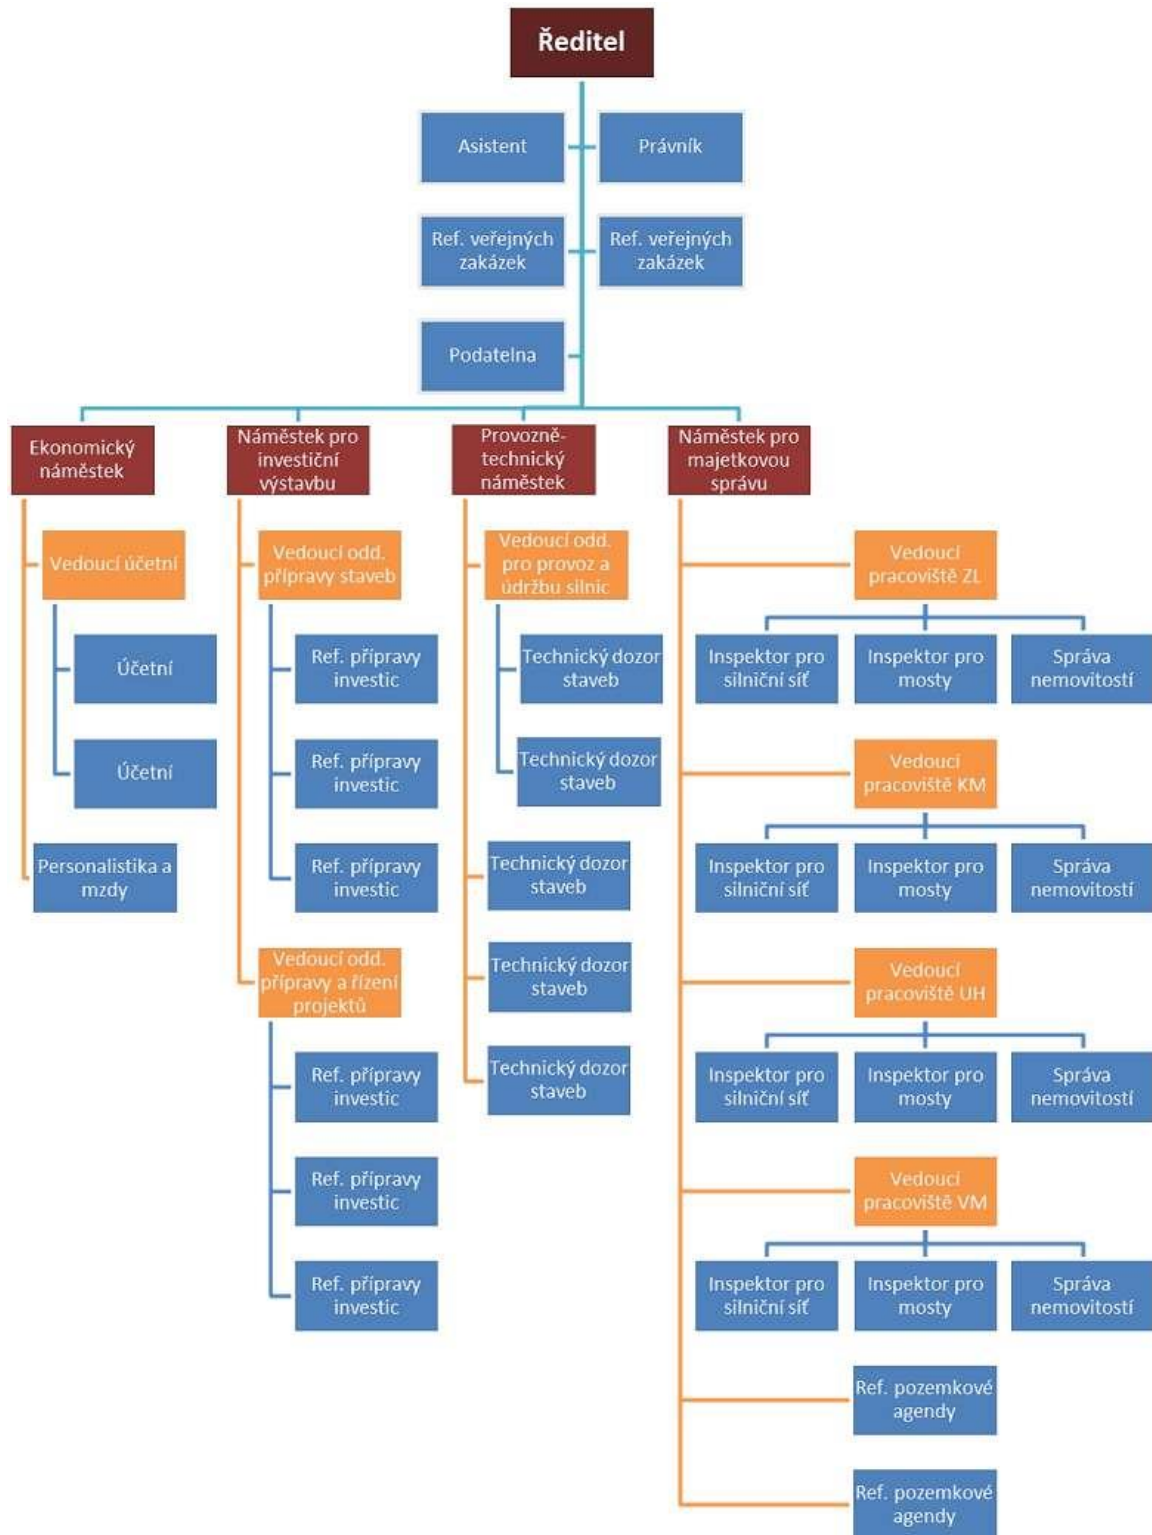 Ředitel
Asistent
Právník
Ref. veřejných
zakázek
Ref. veřejných
zakázek
Podatelna
Ekonomický
náměstek
Vedoucí účetní
Účetní
Účetní
Personalistika a
mzdy
Náměstek pro
investiční
výstavbu
Vedoucí odd.
přípravy staveb
Ref. přípravy
investic
Ref. přípravy
investic
Ref. přípravy
investic
Vedoucí odd.
přípravy a řízení
projektů
Ref. přípravy
investic
Ref. přípravy
investic
Ref. přípravy
investic
Provozně-
technický
náměstek
Vedoucí odd.
pro provoz a
údržbu silnic
Technický dozor
staveb
Technický dozor
staveb
Technický dozor
staveb
Technický dozor
staveb
Technický dozor
staveb
Náměstek pro
majetkovou
správu
Vedoucí
pracoviště ZL
Inspektor pro
silniční síť
Inspektor pro
mosty
Správa
nemovitostí
Vedoucí
pracoviště KM
Inspektor pro
silniční síť
Inspektor pro
mosty
Správa
nemovitostí
Vedoucí
pracoviště UH
Inspektor pro
silniční síť
Inspektor pro
mosty
Správa
nemovitostí
Vedoucí
pracoviště VM
Inspektor pro
silniční síť
Inspektor pro
mosty
Správa
nemovitostí
Ref. pozemkové
agendy
Ref. pozemkové
agendy